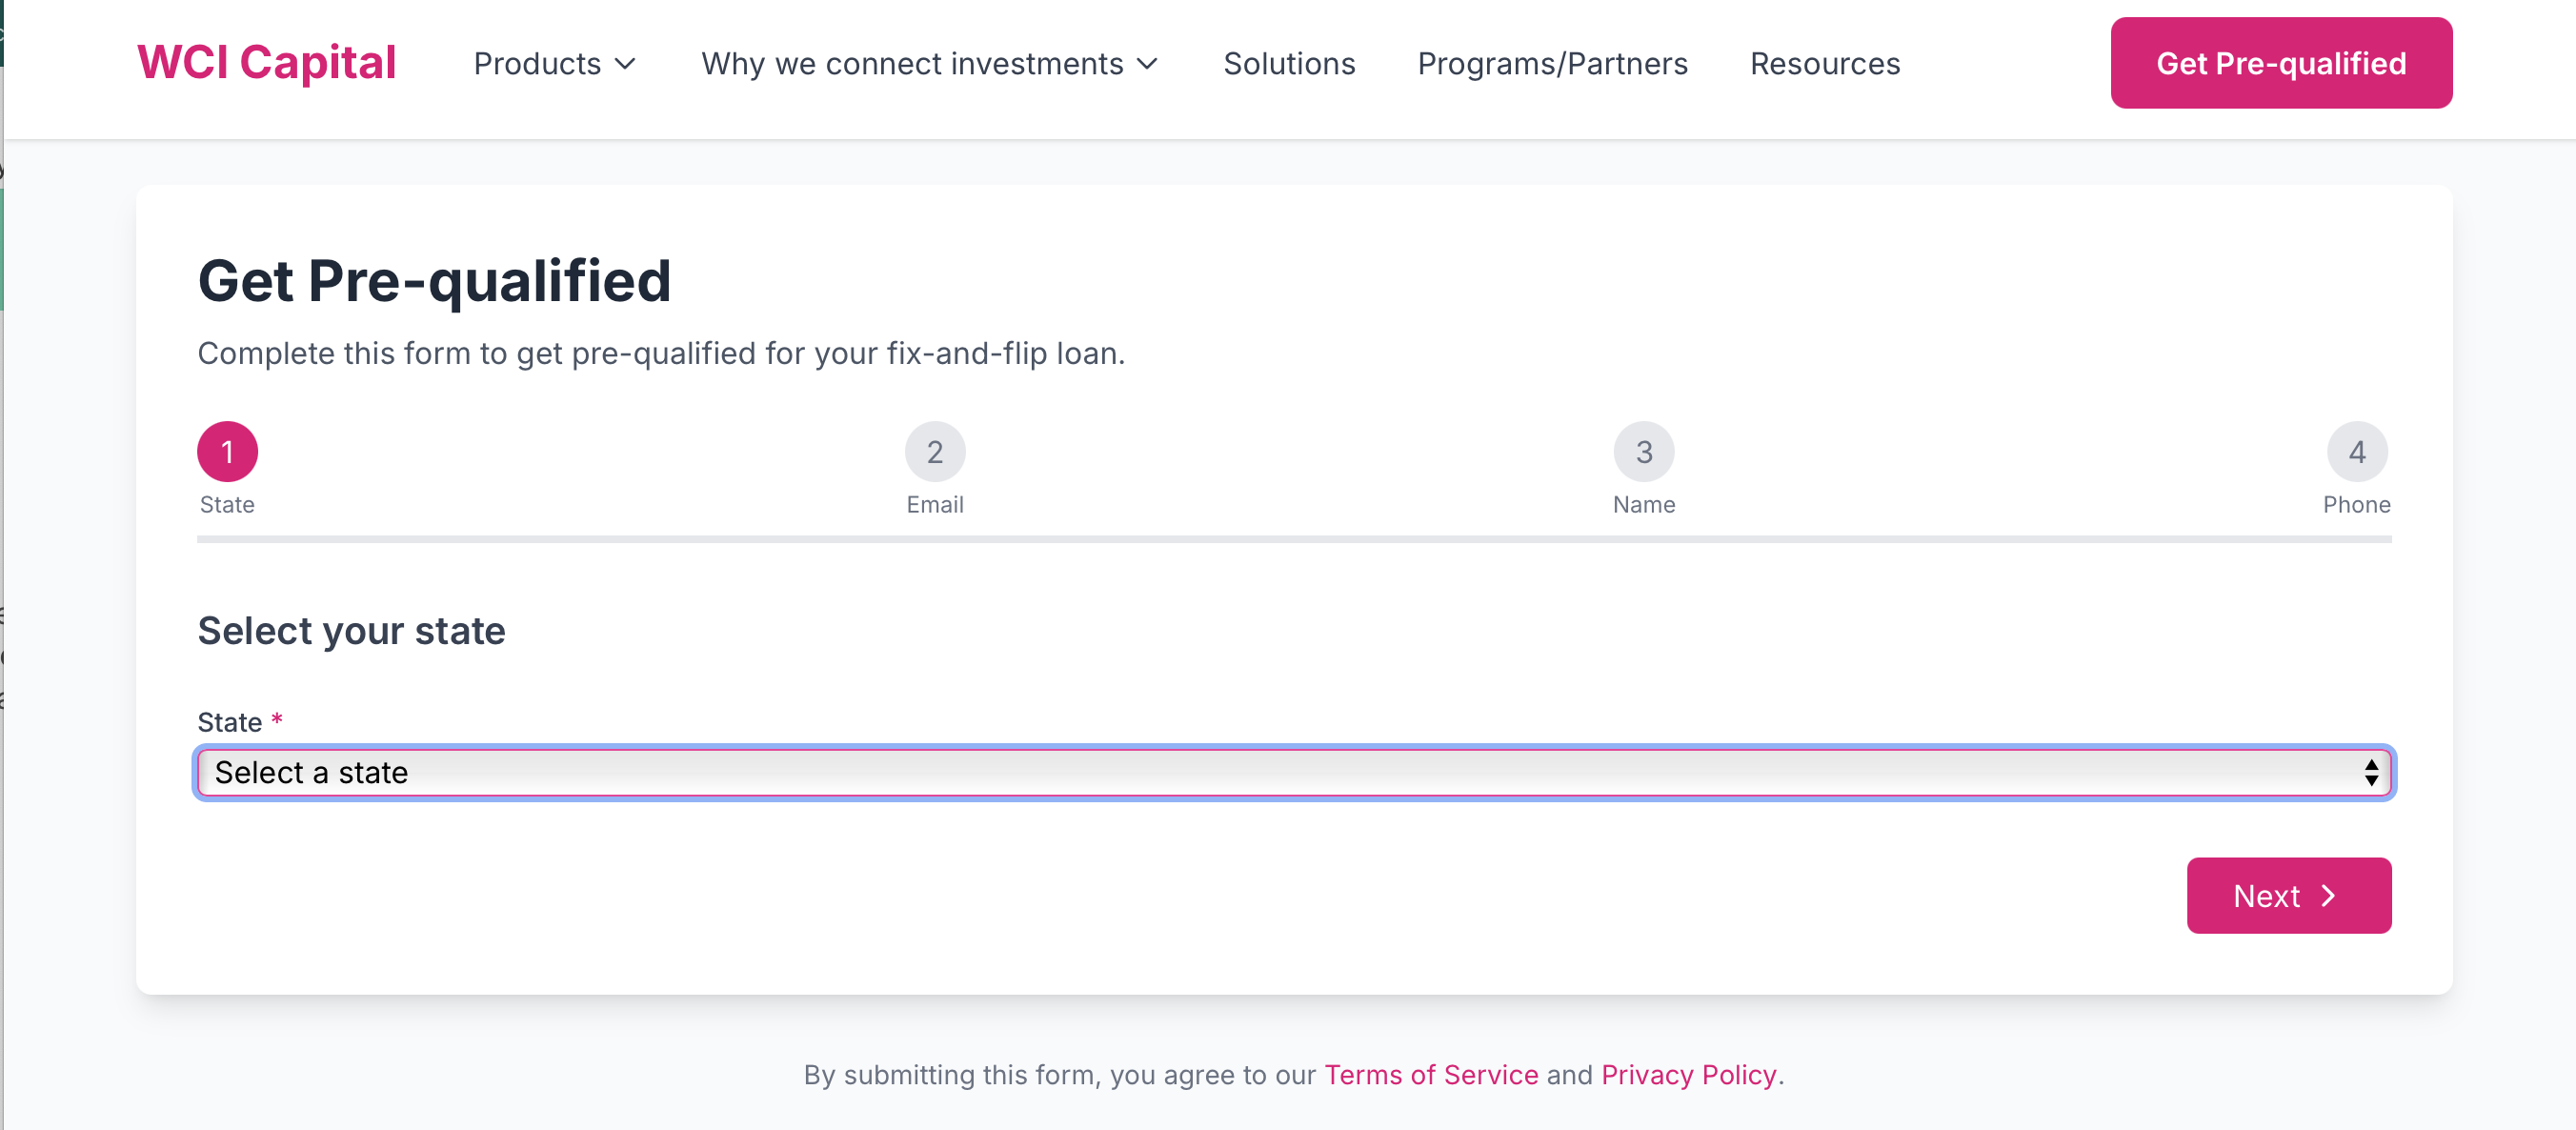 WCI Capital
Products
Why we connect investments
Solutions
Programs/Partners
Resources
Get Pre-qualified
Get Pre-qualified
Complete this form to get pre-qualified for your fix-and-flip loan.
1
State
2
Email
3
Name
4
Phone
Select your state
State *
Select a state
Next
By submitting this form, you agree to our Terms of Service and Privacy Policy.